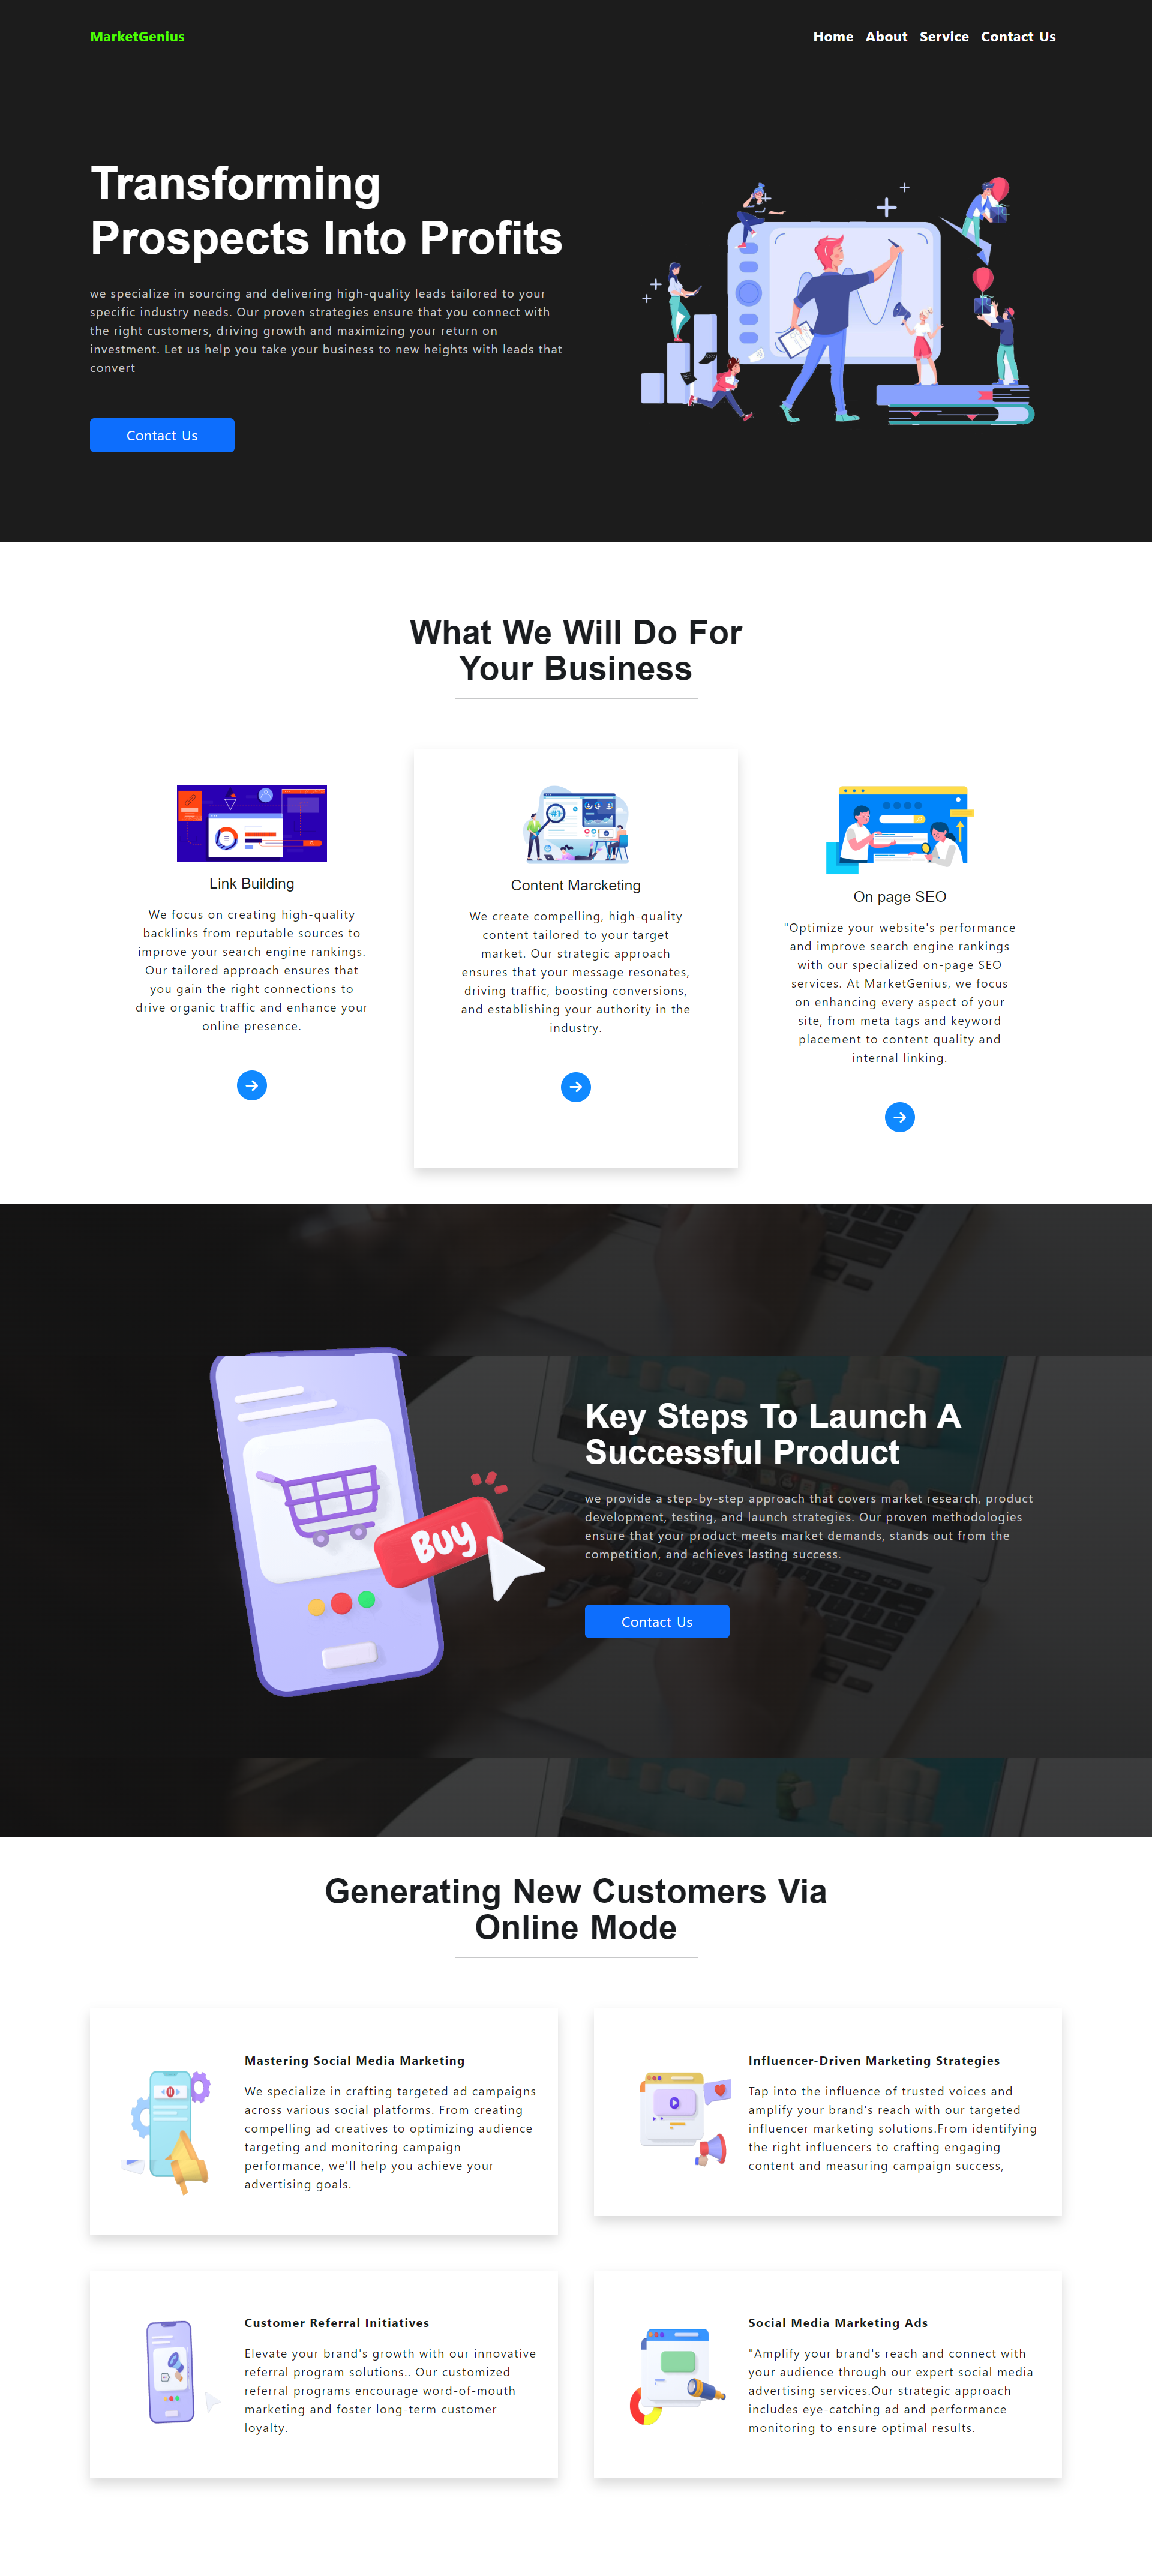 MarketGenius
Home About Service Contact Us
Transforming
Prospects Into Profits
we specialize in sourcing and delivering high-quality leads tailored to your
specific industry needs. Our proven strategies ensure that you connect with
the right customers, driving growth and maximizing your return on
investment. Let us help you take your business to new heights with leads that
convert
Contact Us
What We Will Do For
Your Business
Link Building
We focus on creating high-quality
backlinks from reputable sources to
improve your search engine rankings.
Our tailored approach ensures that
you gain the right connections to
drive organic traffic and enhance your
online presence.
#1
Content Marcketing
We create compelling, high-quality
content tailored to your target
market. Our strategic approach
ensures that your message resonates,
driving traffic, boosting conversions,
and establishing your authority in the
industry.
On page SEO
"Optimize your website's performance
and improve search engine rankings
with our specialized on-page SEO
services. At MarketGenius, we focus
on enhancing every aspect of your
site, from meta tags and keyword
placement to content quality and
internal linking.
Buy
Key Steps To Launch A
Successful Product
we provide a step-by-step approach that covers market research, product
development, testing, and launch strategies. Our proven methodologies
ensure that your product meets market demands, stands out from the
competition, and achieves lasting success.
Contact Us
Generating New Customers Via
Online Mode
Mastering Social Media Marketing
We specialize in crafting targeted ad campaigns
across various social platforms. From creating
compelling ad creatives to optimizing audience
targeting and monitoring campaign
performance, we'll help you achieve your
advertising goals.
Influencer-Driven Marketing Strategies
Tap into the influence of trusted voices and
amplify your brand's reach with our targeted
influencer marketing solutions.From identifying
the right influencers to crafting engaging
content and measuring campaign success,
Customer Referral Initiatives
Elevate your brand's growth with our innovative
referral program solutions.. Our customized
referral programs encourage word-of-mouth
marketing and foster long-term customer
loyalty.
Social Media Marketing Ads
"Amplify your brand's reach and connect with
your audience through our expert social media
advertising services.Our strategic approach
includes eye-catching ad and performance
monitoring to ensure optimal results.